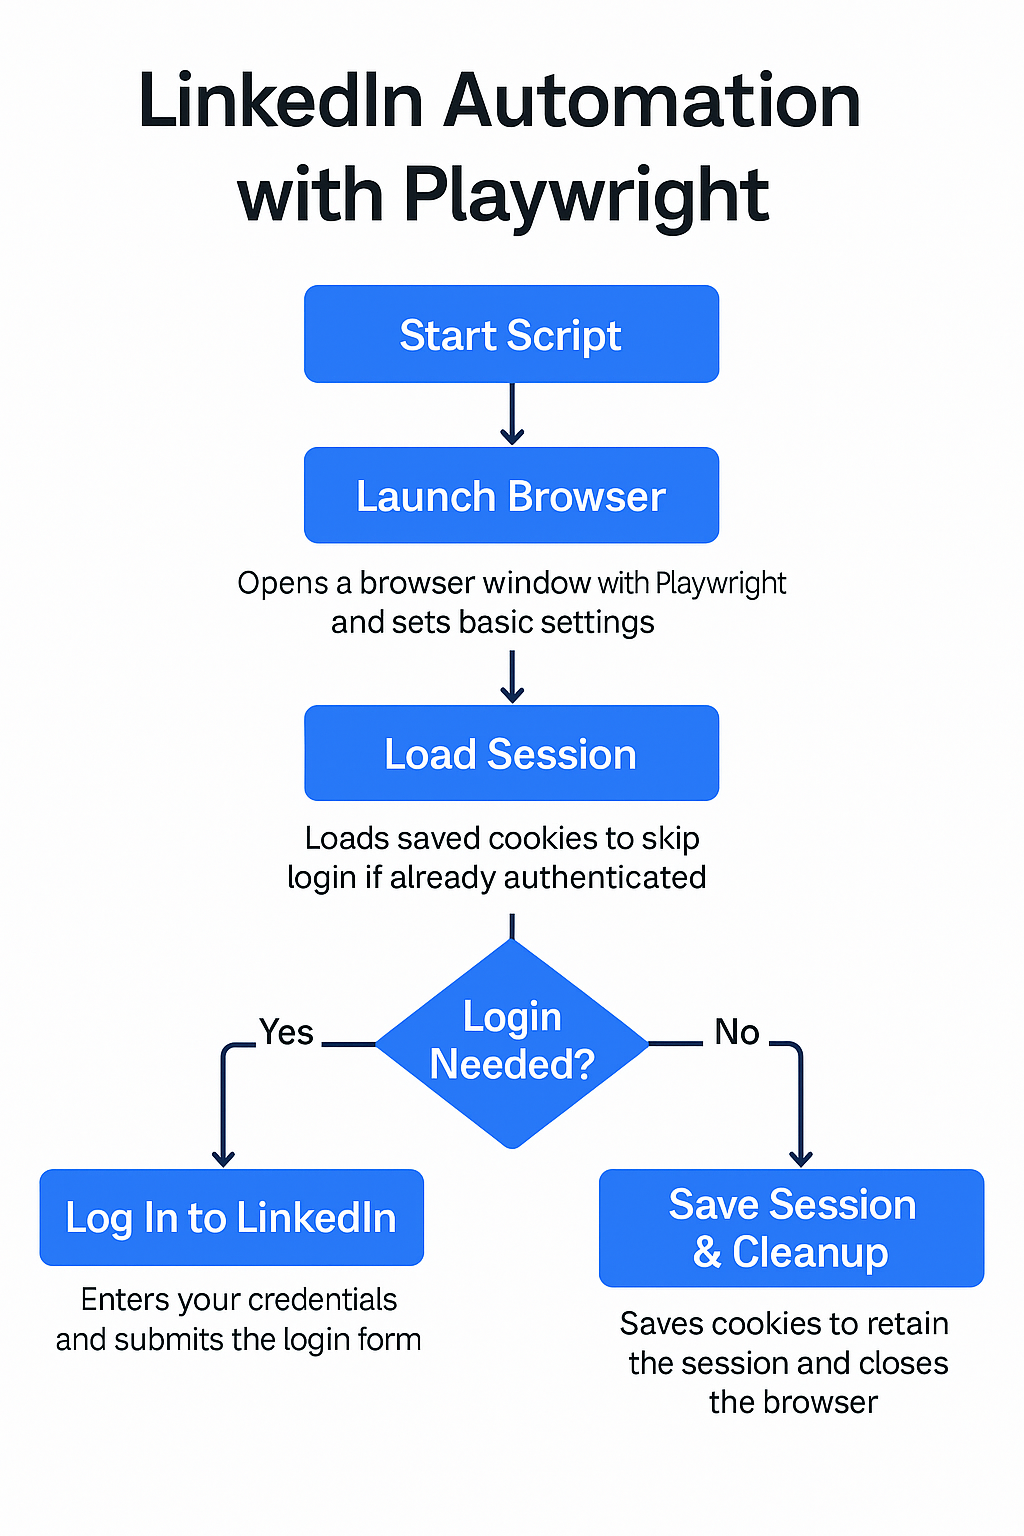 LinkedIn Automation
with Playwright
Start Script
Launch Browser
Opens a browser window with Playwright
and sets basic settings
Load Session
Loads saved cookies to skip
login if already authenticated
Login
Needed?
Yes
No
Log In to LinkedIn
Enters your credentials
and submits the login form
Save Session
& Cleanup
Saves cookies to retain
the session and closes
the browser